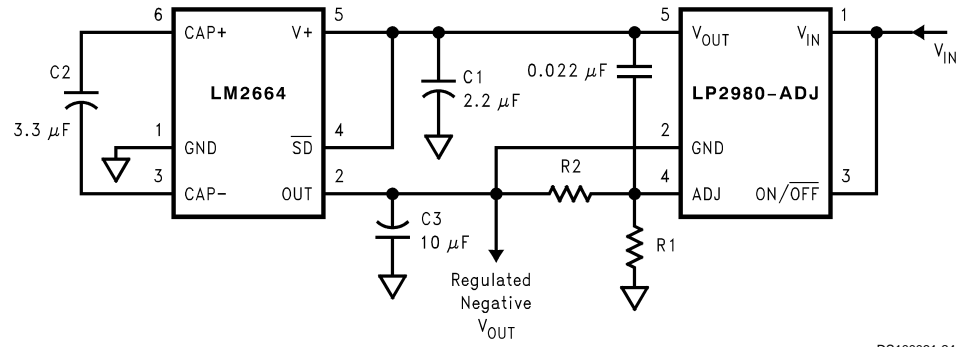 6 CAP+ V+ 5
5 V_OUT V_IN 1
V_IN
C2
3.3 µF
LM2664
C1
2.2 µF
0.022 µF
LP2980-ADJ
1 GND S̅D̅ 4
2 GND
3 CAP- OUT 2
R2
4 ADJ ON/O̅F̅F̅ 3
C3
10 µF
R1
Regulated
Negative
V_OUT